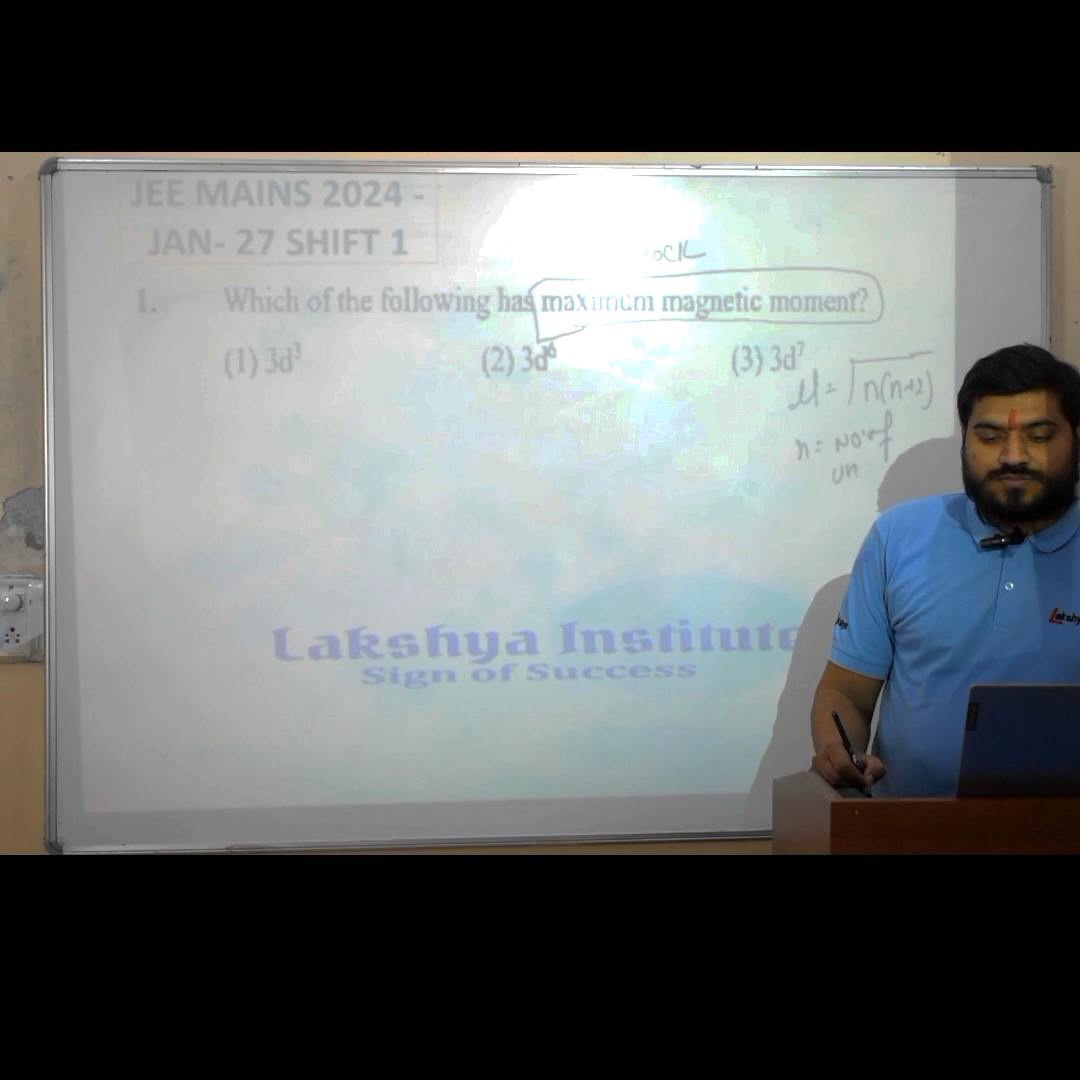 JEE MAINS 2024 -
JAN- 27 SHIFT 1
OCK
1. Which of the following has maximum magnetic moment?
(1) 3d³ (2) 3d⁶ (3) 3d⁷
μ = √n(n+2)
n = No. of
un
Lakshya Institute
Sign of Success